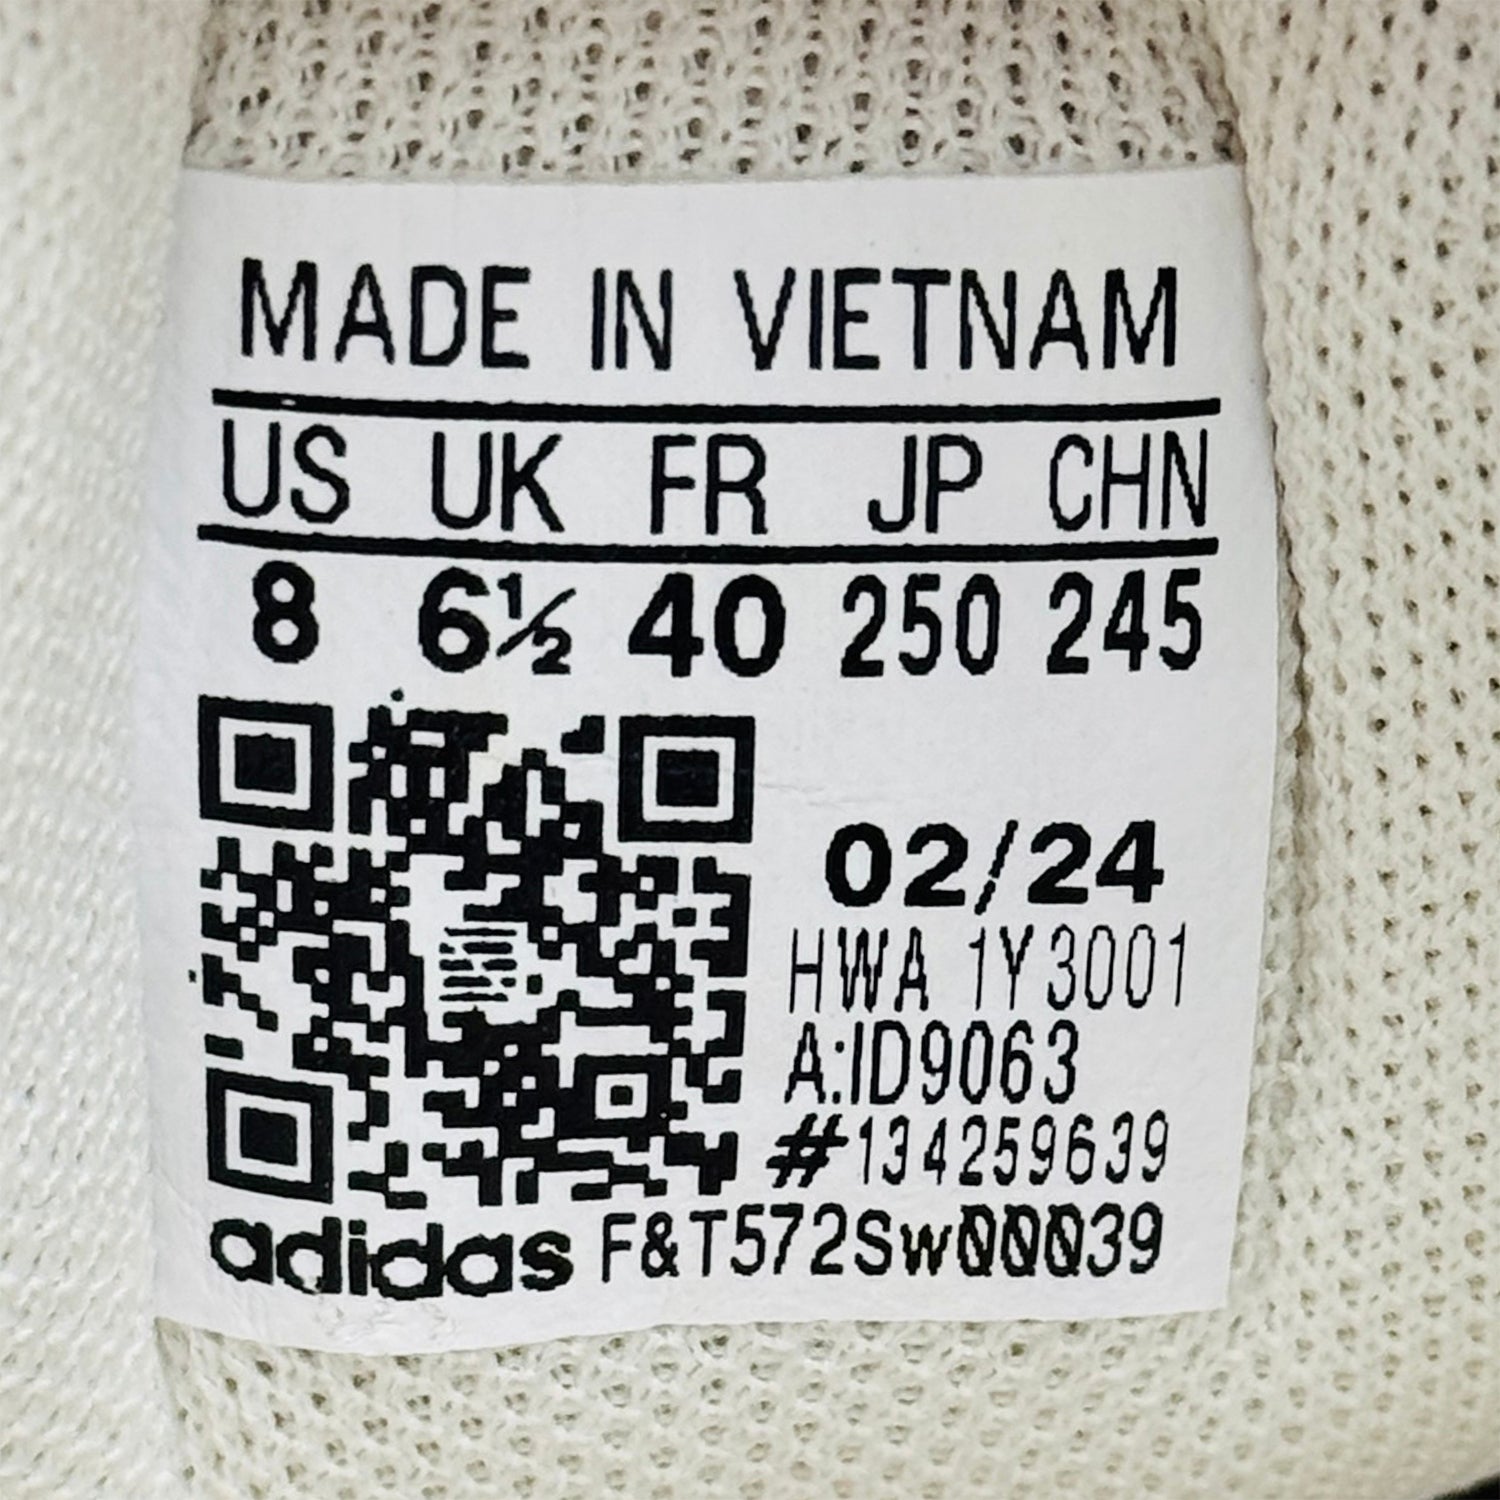 MADE IN VIETNAM
US UK FR JP CHN
8 6½ 40 250 245
02/24
HWA 1Y3001
A:ID9063
#134259639
adidas F&T572Sw00039